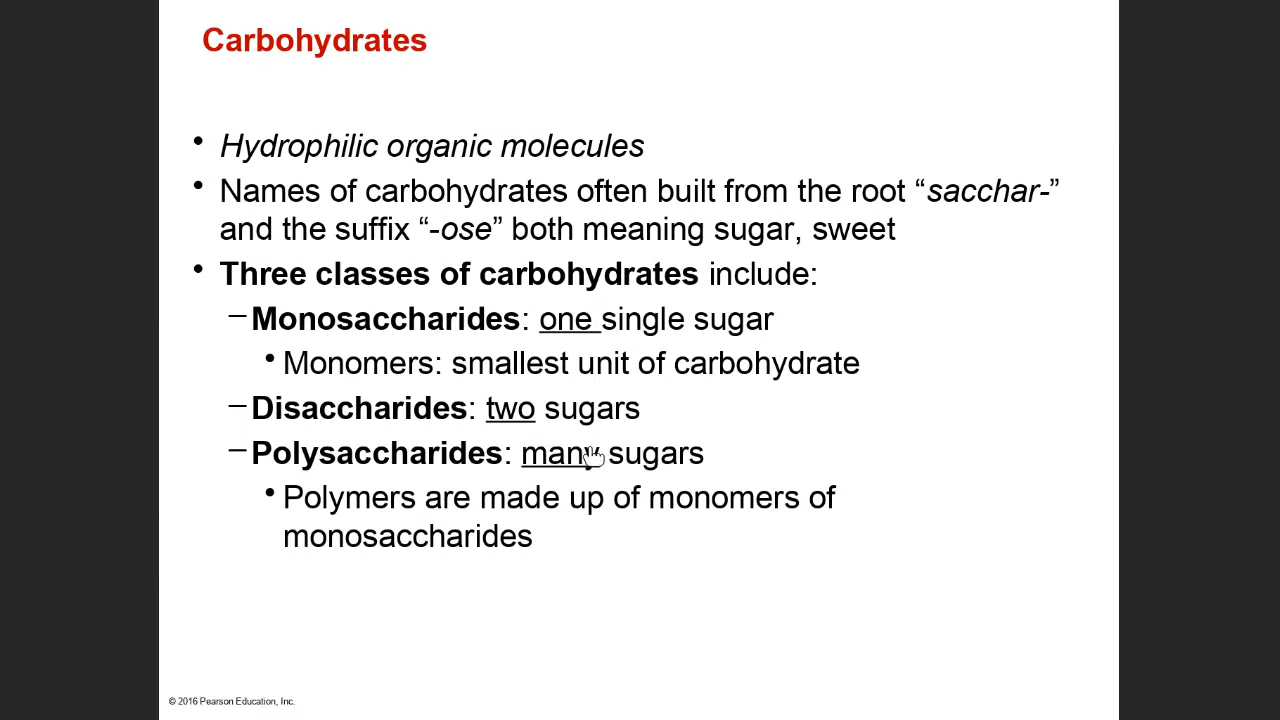 Carbohydrates
• Hydrophilic organic molecules
• Names of carbohydrates often built from the root “sacchar-”
and the suffix “-ose” both meaning sugar, sweet
• Three classes of carbohydrates include:
– Monosaccharides: one single sugar
• Monomers: smallest unit of carbohydrate
– Disaccharides: two sugars
– Polysaccharides: many sugars
• Polymers are made up of monomers of
monosaccharides
© 2016 Pearson Education, Inc.